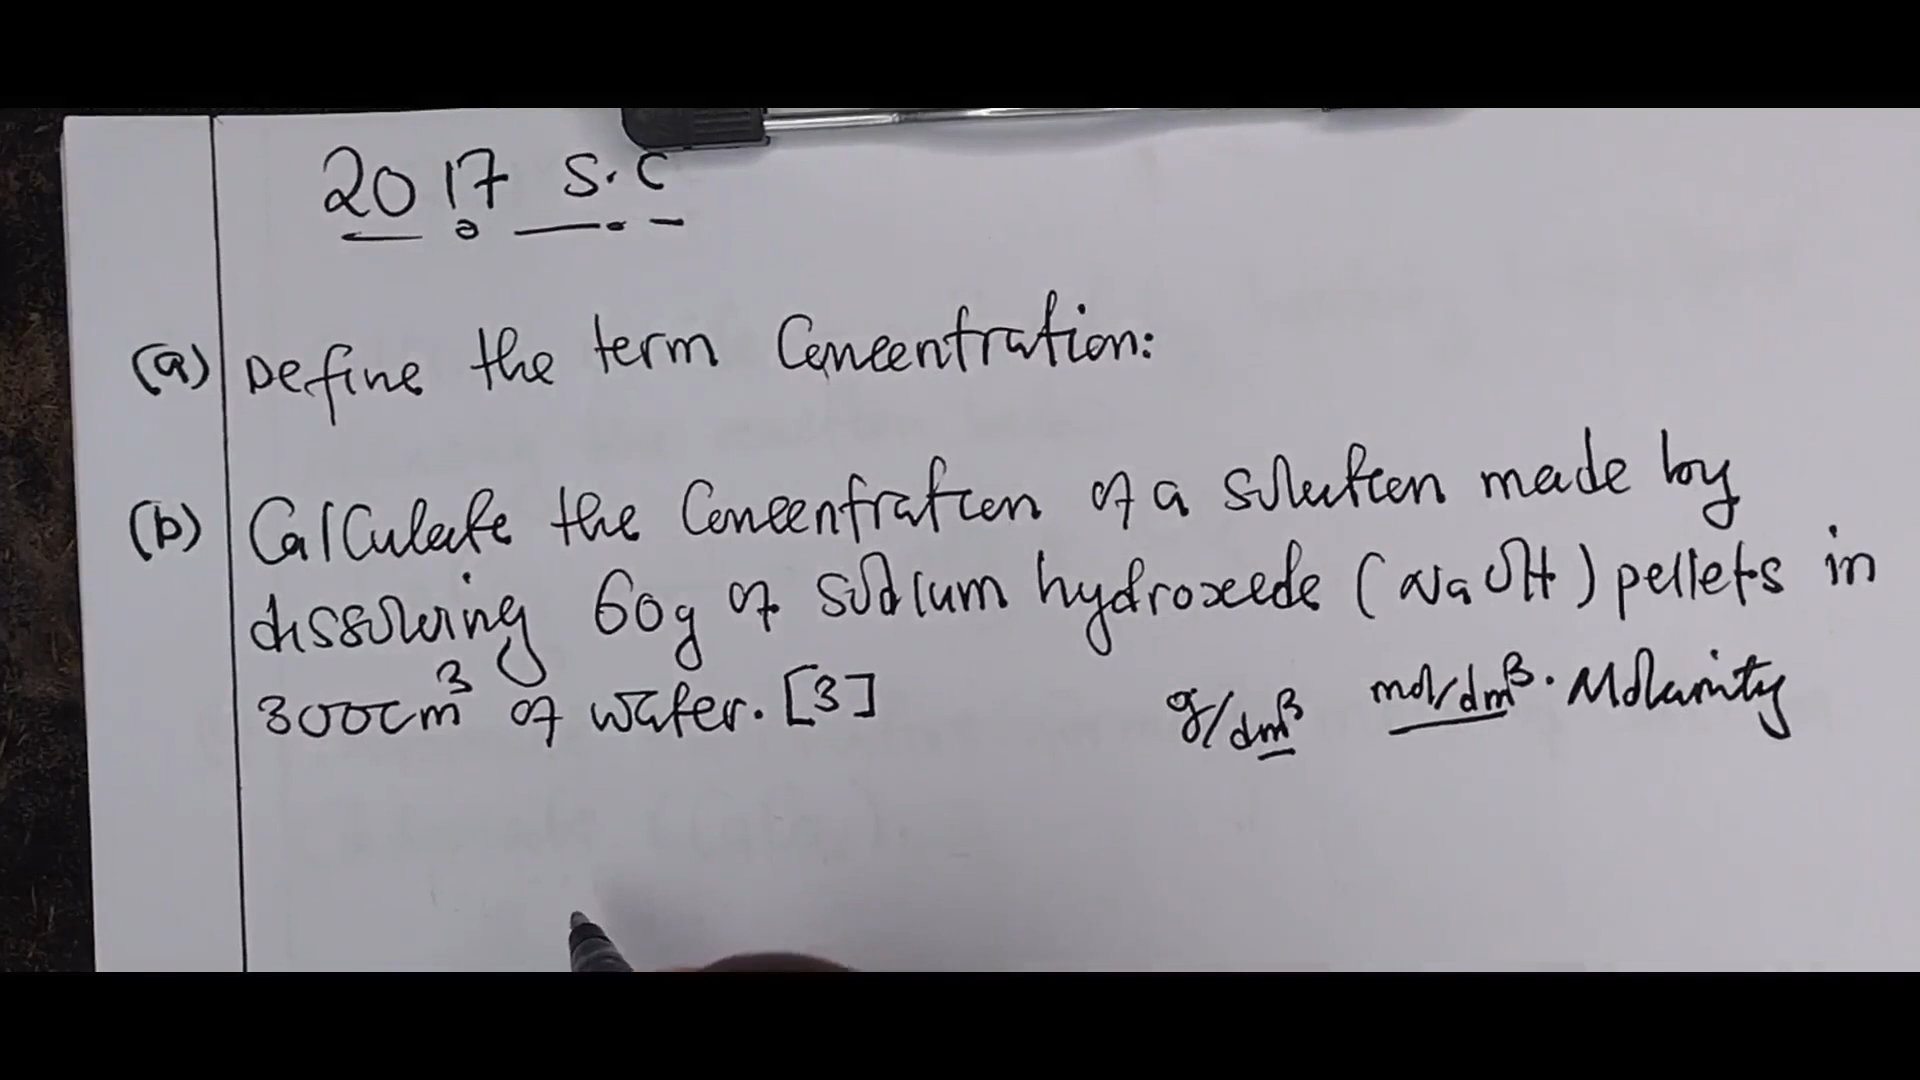 2017 S.C
(a) Define the term Concentration:
(b) Calculate the Concentration of a solution made by
dissolving 60g of sodium hydroxide (NaOH) pellets in
300cm³ of water. [3]
g/dm³ mol/dm³. Molarity